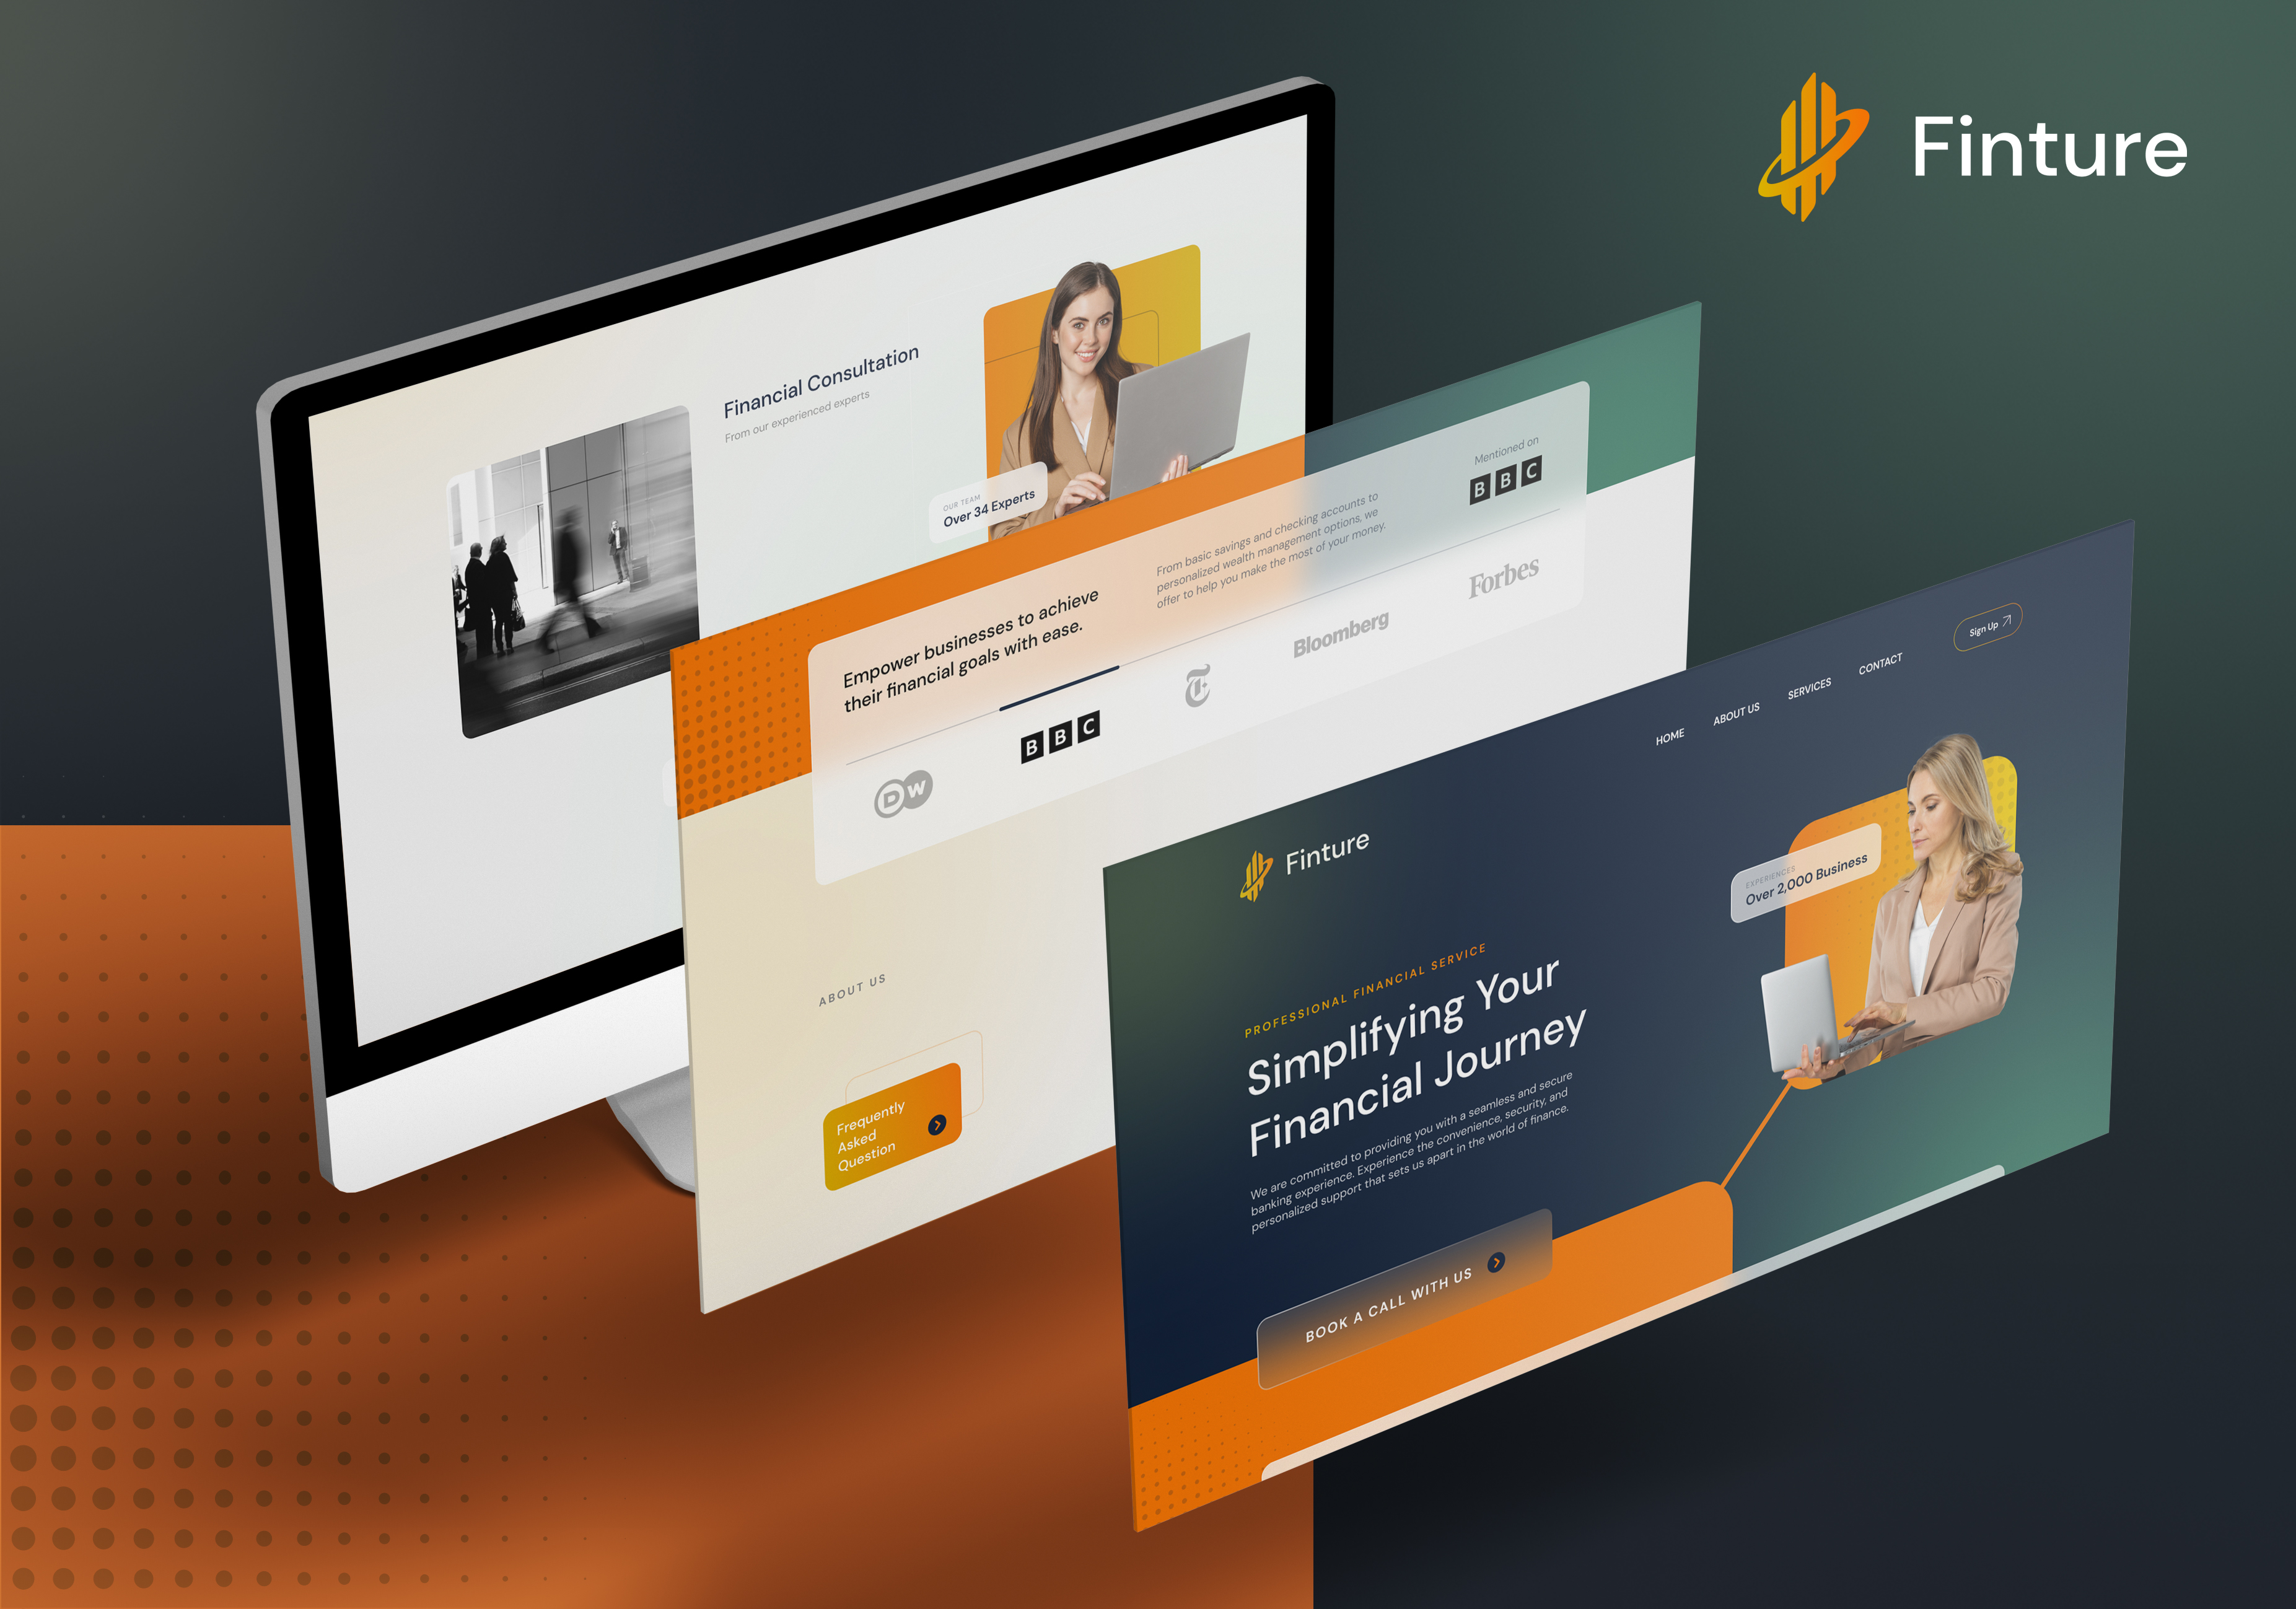 Finture
Financial Consultation
From our experienced experts
OUR TEAM
Over 34 Experts
Empower businesses to achieve
their financial goals with ease.
From basic savings and checking accounts to
personalized wealth management options, we
offer to help you make the most of your money.
Mentioned on
BBC
DW
BBC
T
Bloomberg
Forbes
ABOUT US
Frequently
Asked
Question
Finture
HOME
ABOUT US
SERVICES
CONTACT
Sign Up
PROFESSIONAL FINANCIAL SERVICE
Simplifying Your
Financial Journey
We are committed to providing you with a seamless and secure
banking experience. Experience the convenience, security, and
personalized support that sets us apart in the world of finance.
BOOK A CALL WITH US
EXPERIENCES
Over 2,000 Business